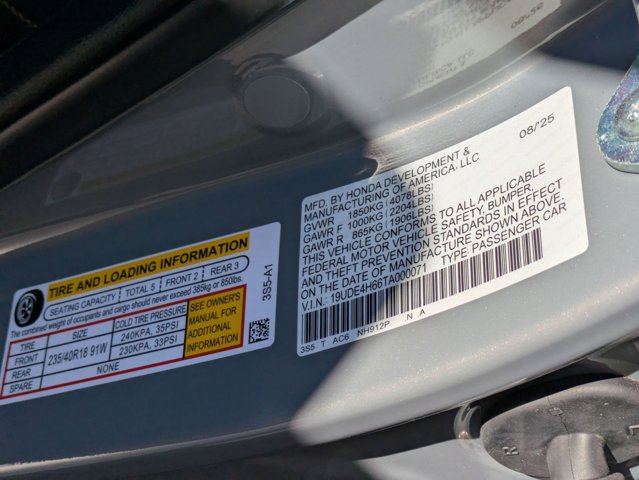 TIRE AND LOADING INFORMATION
SEATING CAPACITY TOTAL 5 FRONT 2 REAR 3
The combined weight of occupants and cargo should never exceed 385kg or 850lbs.
TIRE SIZE COLD TIRE PRESSURE
FRONT 235/40R18 91W 240KPA, 35PSI
REAR 230KPA, 33PSI
SPARE NONE
SEE OWNER'S
MANUAL FOR
ADDITIONAL
INFORMATION
3S5-A1
08/'25
MFD. BY HONDA DEVELOPMENT &
MANUFACTURING OF AMERICA, LLC
GVWR 1850KG (4078LBS)
GAWR F 1000KG (2204LBS)
GAWR R 865KG (1906LBS)
THIS VEHICLE CONFORMS TO ALL APPLICABLE
FEDERAL MOTOR VEHICLE SAFETY, BUMPER,
AND THEFT PREVENTION STANDARDS IN EFFECT
ON THE DATE OF MANUFACTURE SHOWN ABOVE.
V.I.N.: 19UDE4H66TA000071 TYPE: PASSENGER CAR
3S5 T AC6 NH912P .N .A